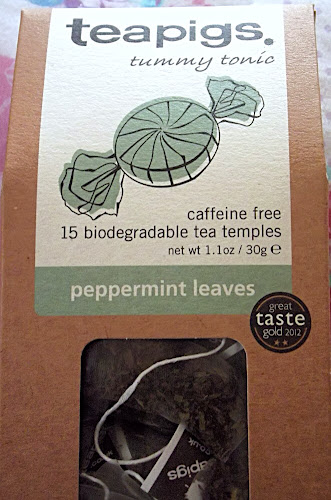 teapigs.
tummy tonic
caffeine free
15 biodegradable tea temples
net wt 1.1oz / 30g ℮
peppermint leaves
great
taste
gold 2012
★★
apigs